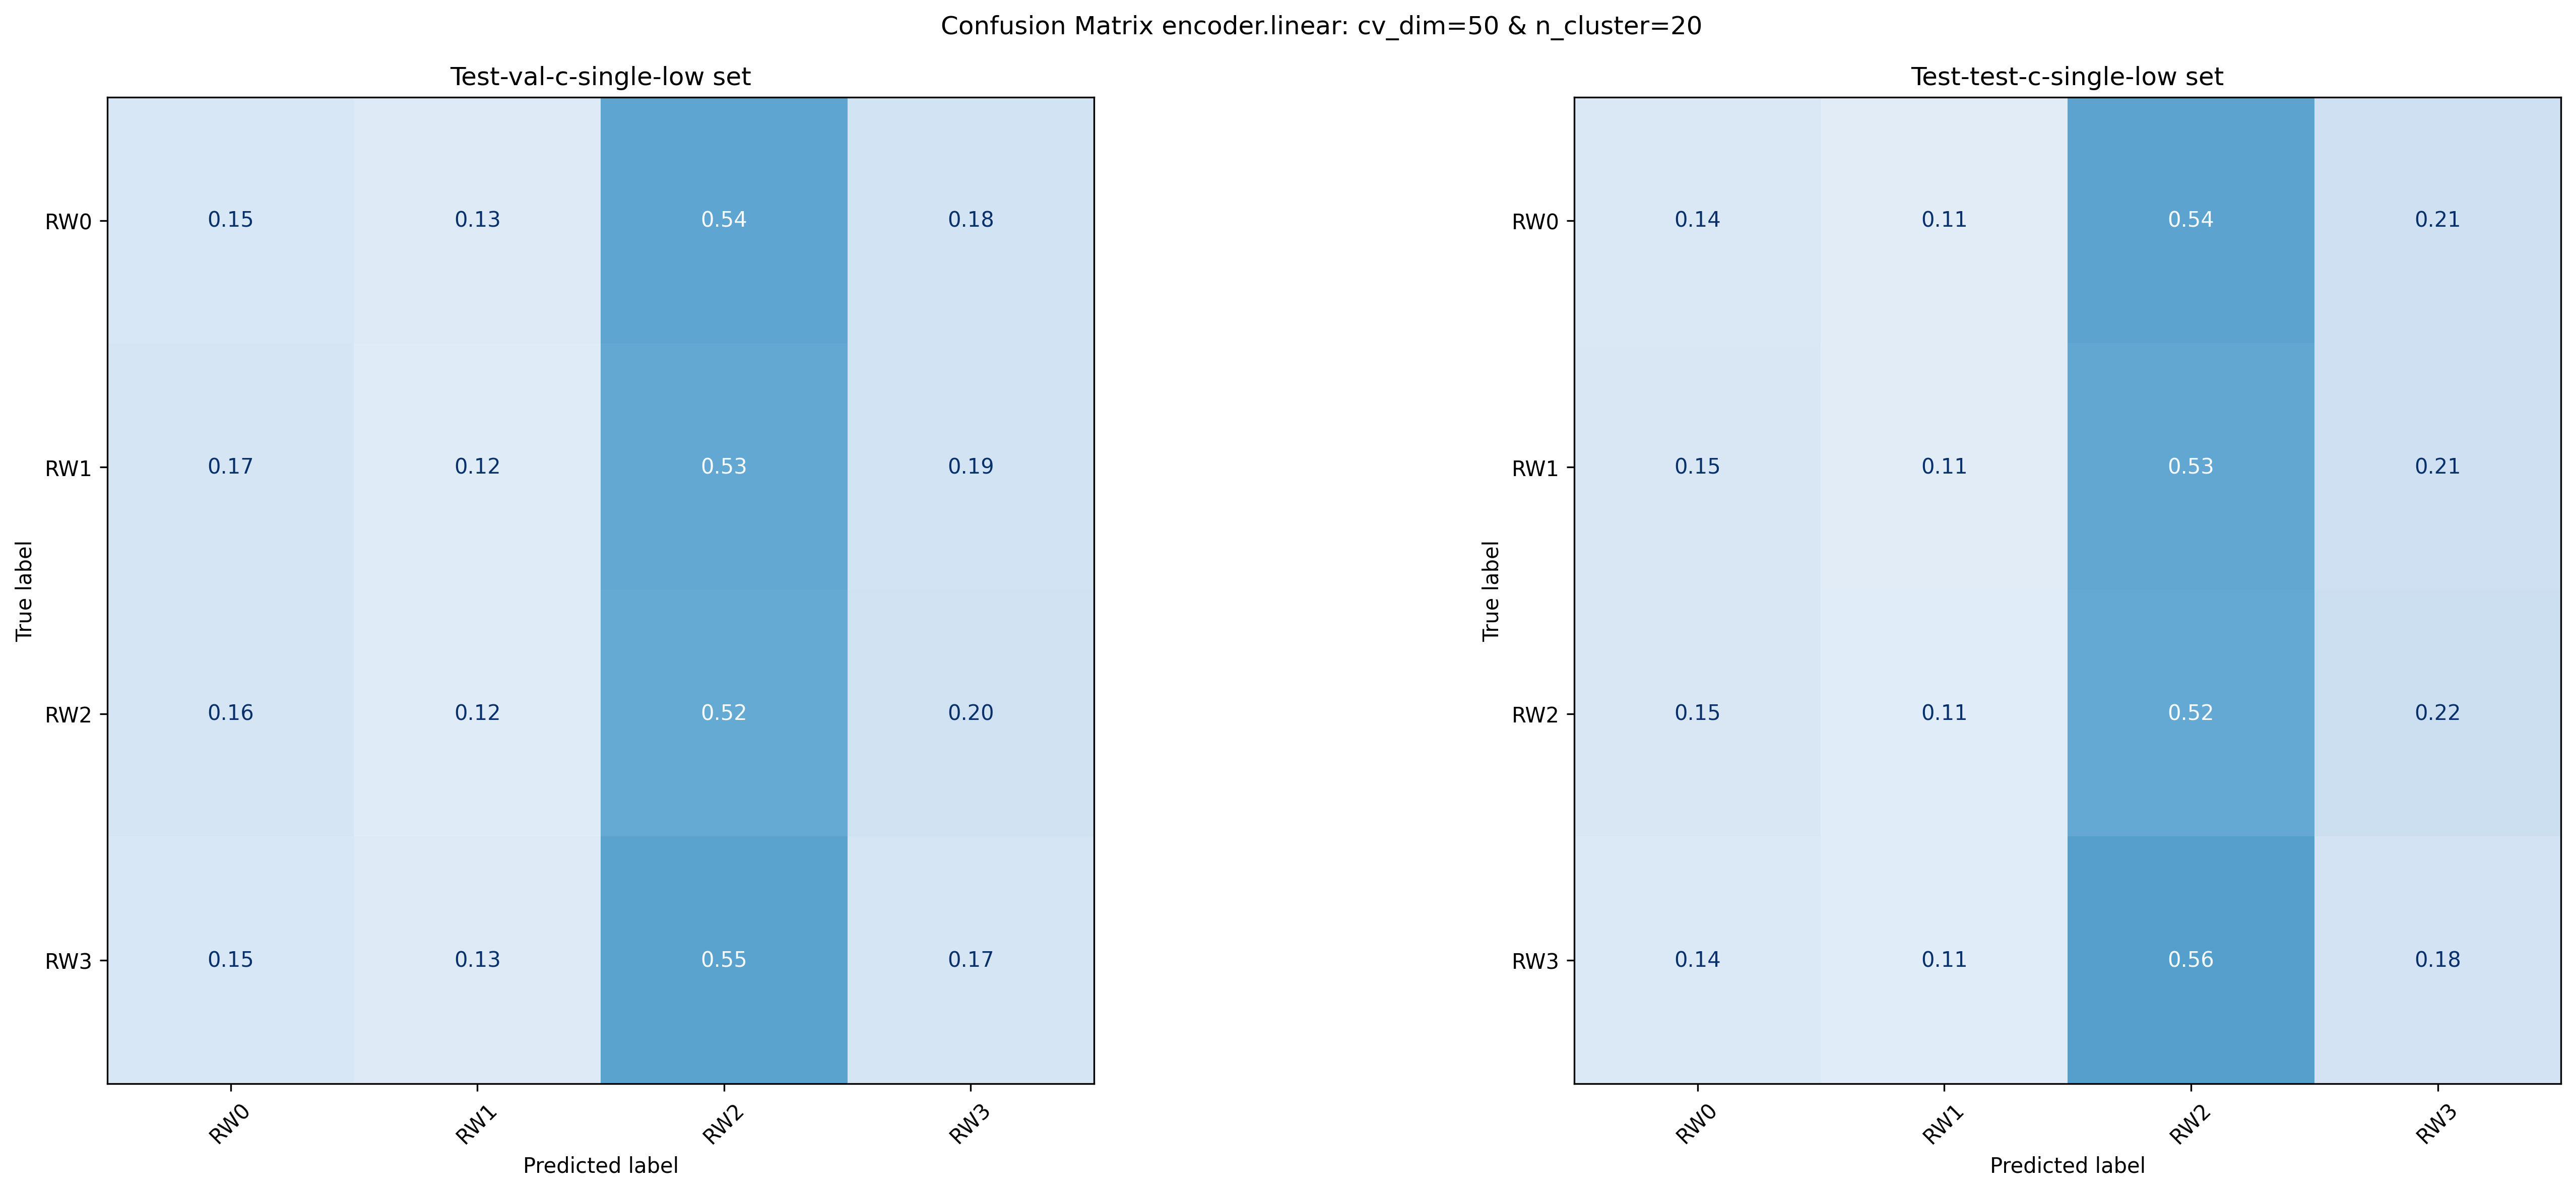 Confusion Matrix encoder.linear: cv_dim=50 & n_cluster=20
Test-val-c-single-low set
True label
RW0 0.15 0.13 0.54 0.18
RW1 0.17 0.12 0.53 0.19
RW2 0.16 0.12 0.52 0.20
RW3 0.15 0.13 0.55 0.17
RW0 RW1 RW2 RW3
Predicted label
Test-test-c-single-low set
True label
RW0 0.14 0.11 0.54 0.21
RW1 0.15 0.11 0.53 0.21
RW2 0.15 0.11 0.52 0.22
RW3 0.14 0.11 0.56 0.18
RW0 RW1 RW2 RW3
Predicted label